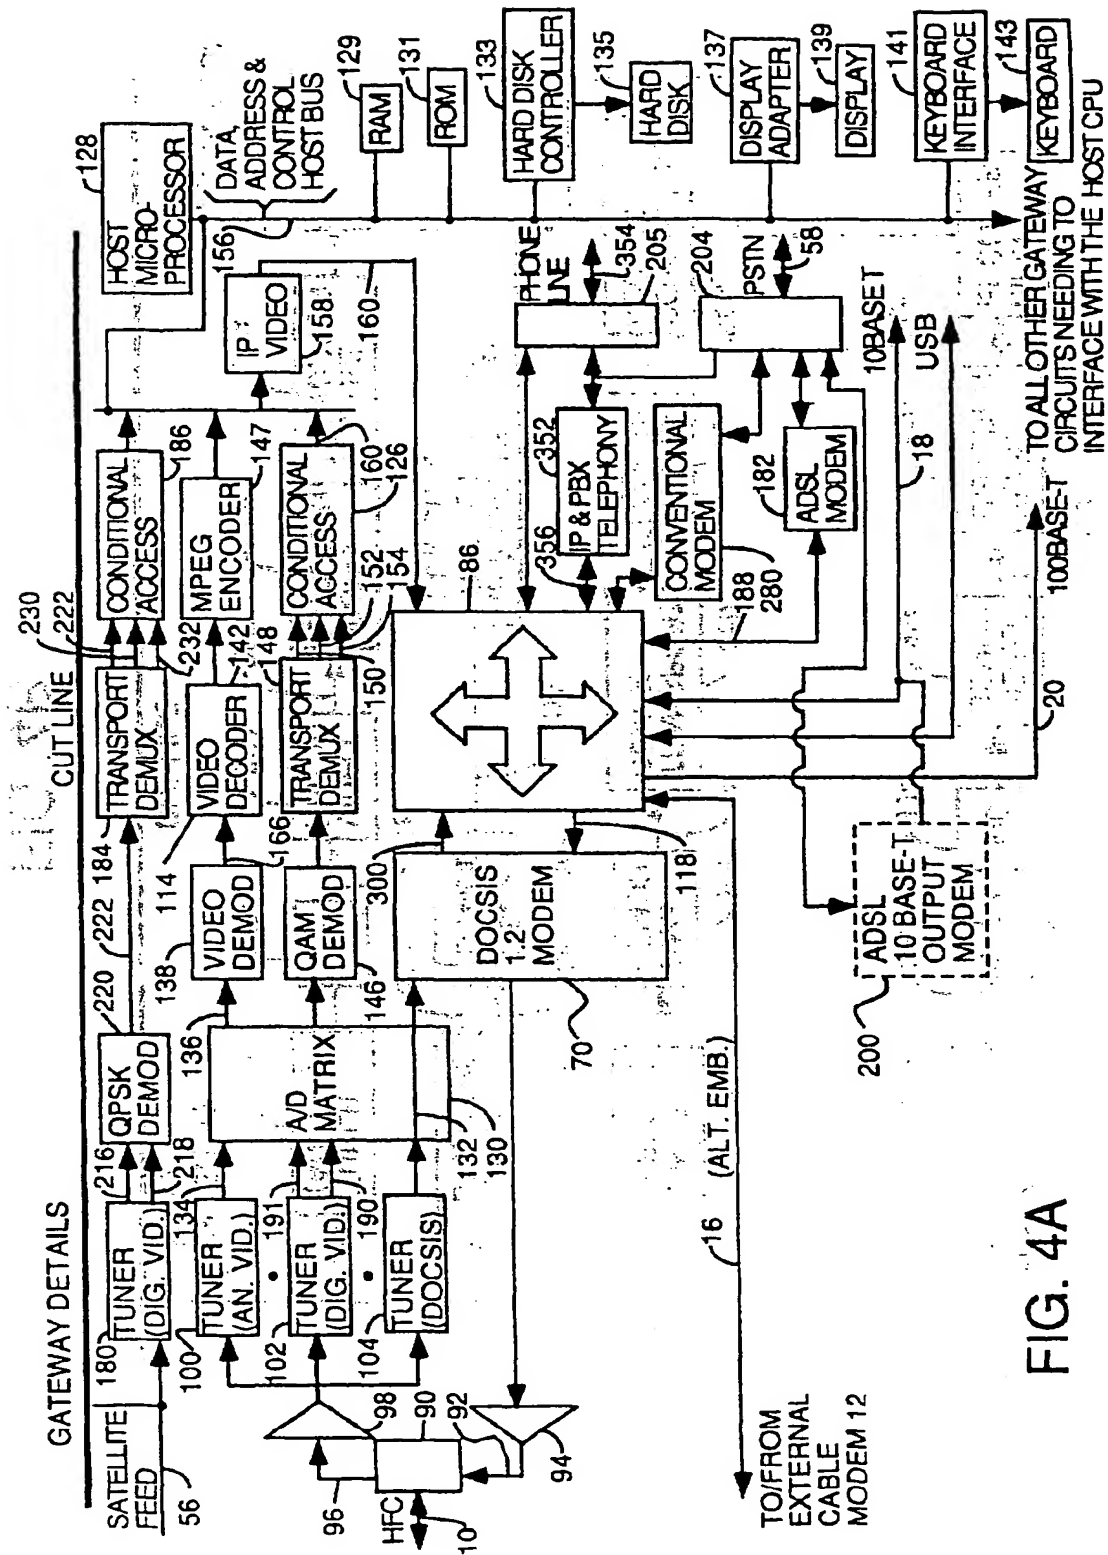 GATEWAY DETAILS
CUT LINE
SATELLITE
FEED
56
180
TUNER
(DIG. VID.)
216
218
QPSK
DEMOD
220
222
184
TRANSPORT
DEMUX
230
222
232
CONDITIONAL
ACCESS
186
100
TUNER
(AN. VID.)
134
136
138
VIDEO
DEMOD
166
114
VIDEO
DECODER
142
MPEG
ENCODER
147
102
TUNER
(DIG. VID.)
191
190
A/D
MATRIX
130
132
QAM
DEMOD
146
TRANSPORT
DEMUX
148
150
152
154
CONDITIONAL
ACCESS
126
160
104
TUNER
(DOCSIS)
96
98
90
92
94
HFC
10
DOCSIS
1.2
MODEM
70
300
118
86
128
HOST
MICRO-
PROCESSOR
156
DATA,
ADDRESS &
CONTROL
HOST BUS
IP
VIDEO
158
160
129
RAM
131
ROM
133
HARD DISK
CONTROLLER
135
HARD
DISK
137
DISPLAY
ADAPTER
139
DISPLAY
141
KEYBOARD
INTERFACE
143
KEYBOARD
PHONE
LINE
354
205
204
PSTN
58
356
IP & PBX
TELEPHONY
352
CONVENTIONAL
MODEM
280
188
182
ADSL
MODEM
10BASET
USB
18
20
100BASE-T
TO ALL OTHER GATEWAY
CIRCUITS NEEDING TO
INTERFACE WITH THE HOST CPU
200
ADSL
10 BASE-T
OUTPUT
MODEM
16
(ALT. EMB.)
TO/FROM
EXTERNAL
CABLE
MODEM 12
FIG. 4A